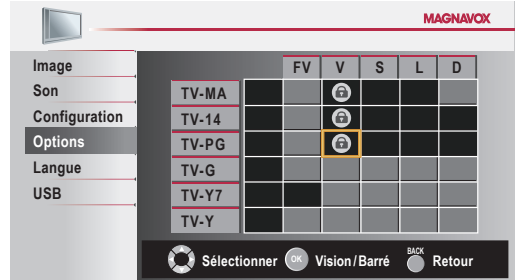 MAGNAVOX
Image
Son
Configuration
Options
Langue
USB
FV V S L D
TV-MA
TV-14
TV-PG
TV-G
TV-Y7
TV-Y
Sélectionner OK Vision/Barré BACK Retour